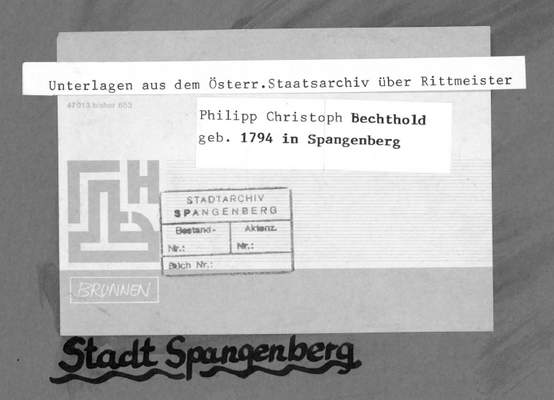 Unterlagen aus dem Österr.Staatsarchiv über Rittmeister
47013 bisher 653
Philipp Christoph Bechthold
geb. 1794 in Spangenberg
STADTARCHIV
SPANGENBERG
Bestand- Aktenz.
Nr.: Nr.:
Buch Nr.:
BRUNNEN
Stadt Spangenberg